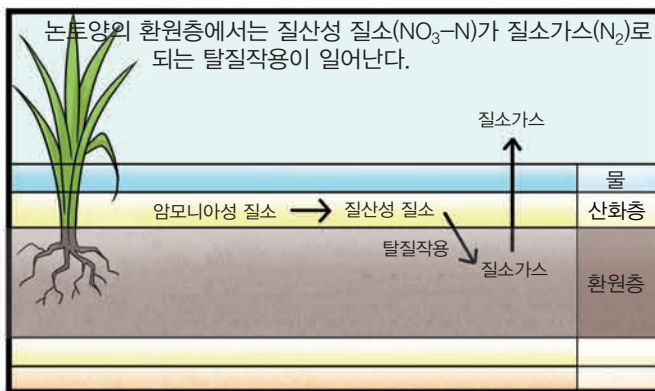 논토양의 환원층에서는 질산성 질소(NO₃-N)가 질소가스(N₂)로
되는 탈질작용이 일어난다.
질소가스
물
암모니아성 질소 → 질산성 질소
산화층
탈질작용
질소가스
환원층